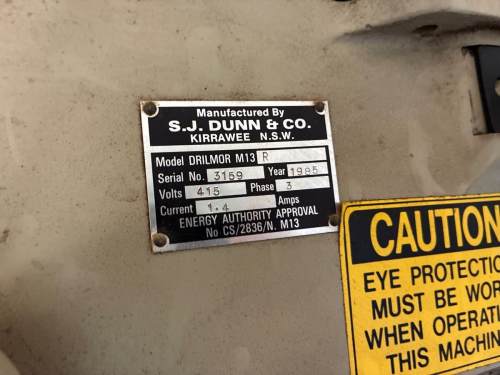 Manufactured By
S.J. DUNN & CO.
KIRRAWEE N.S.W.
Model DRILMOR M13 R
Serial No. 3159 Year 1985
Volts 415 Phase 3
Current 1.4 Amps
ENERGY AUTHORITY APPROVAL
No CS/2836/N. M13
CAUTION
EYE PROTECTIO
MUST BE WOR
WHEN OPERATI
THIS MACHIN